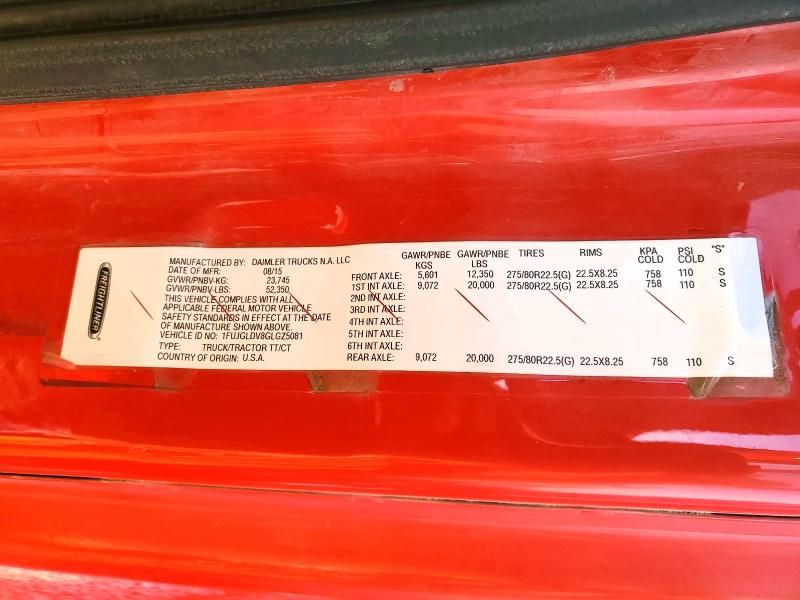 FREIGHTLINER
MANUFACTURED BY: DAIMLER TRUCKS N.A. LLC
DATE OF MFR: 08/15
GVWR/PNBV-KG: 23,745
GVWR/PNBV-LBS: 52,350
THIS VEHICLE COMPLIES WITH ALL
APPLICABLE FEDERAL MOTOR VEHICLE
SAFETY STANDARDS IN EFFECT AT THE DATE
OF MANUFACTURE SHOWN ABOVE.
VEHICLE ID NO: 1FUJGLDV8GLGZ5081
TYPE: TRUCK/TRACTOR TT/CT
COUNTRY OF ORIGIN: U.S.A.
GAWR/PNBE KGS GAWR/PNBE LBS TIRES RIMS KPA COLD PSI COLD "S"
FRONT AXLE: 5,601 12,350 275/80R22.5(G) 22.5X8.25 758 110 S
1ST INT AXLE: 9,072 20,000 275/80R22.5(G) 22.5X8.25 758 110 S
2ND INT AXLE:
3RD INT AXLE:
4TH INT AXLE:
5TH INT AXLE:
6TH INT AXLE:
REAR AXLE: 9,072 20,000 275/80R22.5(G) 22.5X8.25 758 110 S